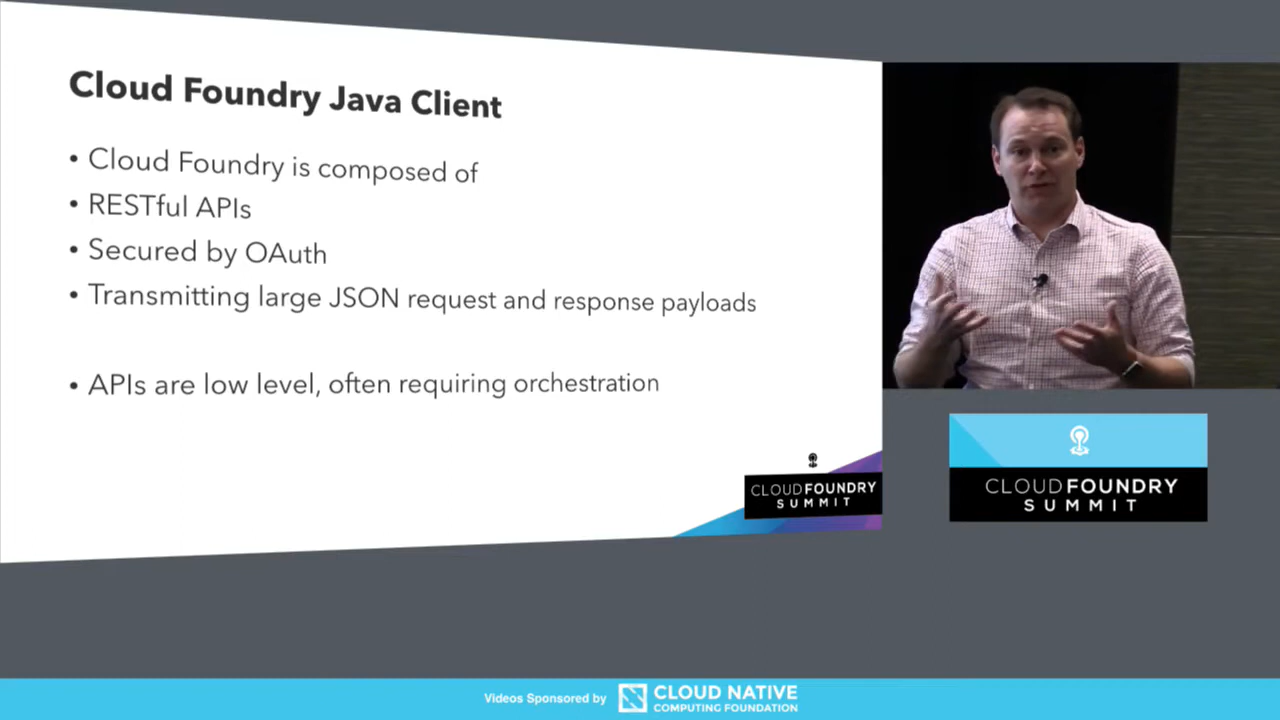 Cloud Foundry Java Client
• Cloud Foundry is composed of
• RESTful APIs
• Secured by OAuth
• Transmitting large JSON request and response payloads
• APIs are low level, often requiring orchestration
CLOUDFOUNDRY
SUMMIT
CLOUDFOUNDRY
SUMMIT
Videos Sponsored by
CLOUD NATIVE
COMPUTING FOUNDATION